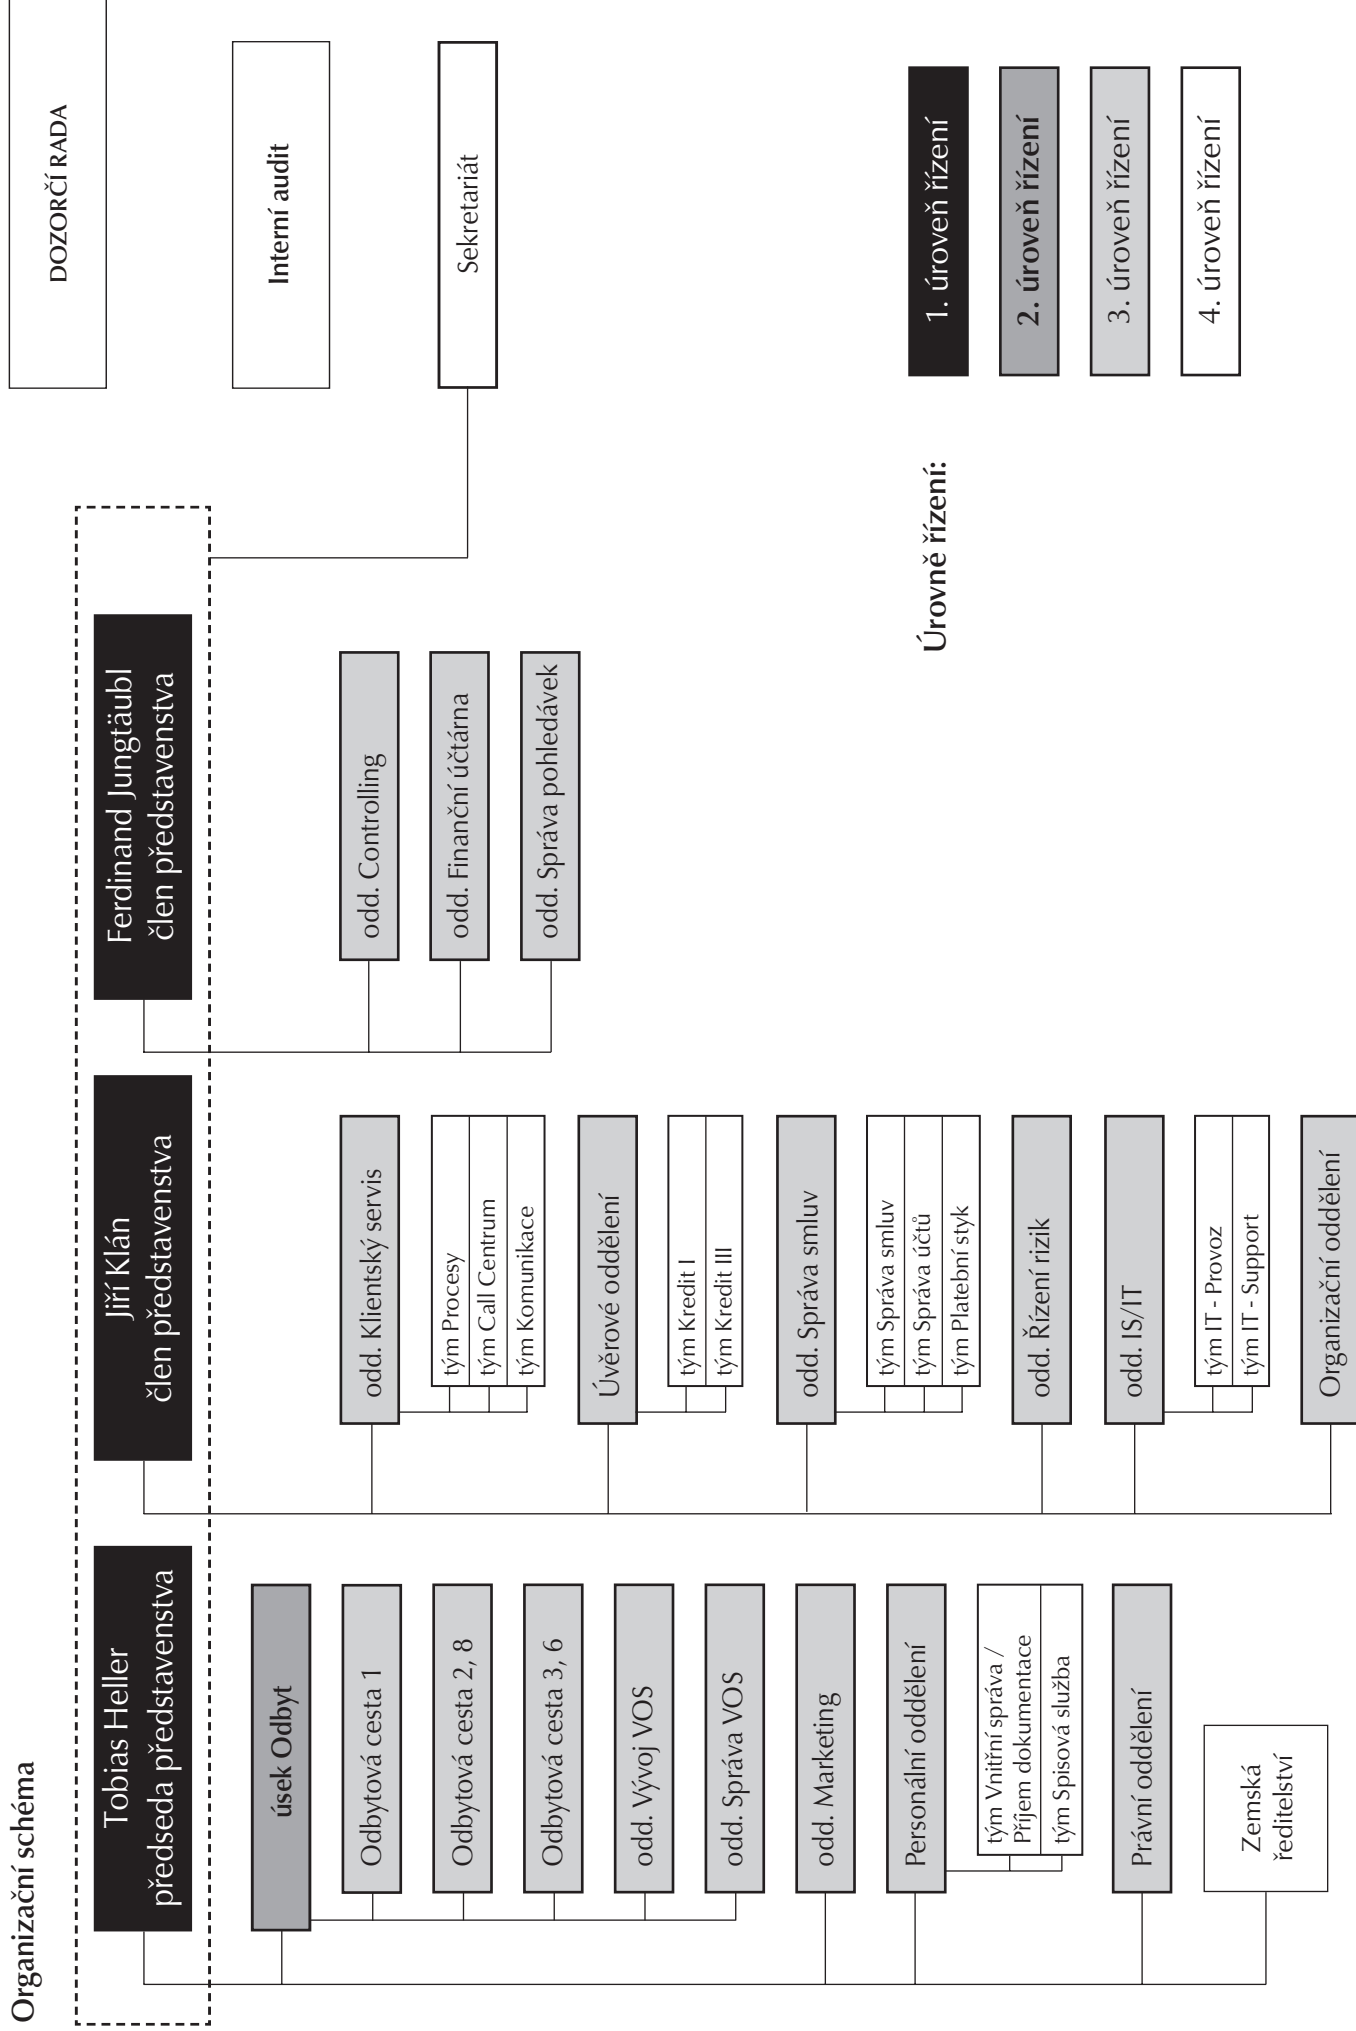 Organizační schéma
Tobias Heller
předseda představenstva
úsek Odbyt
Odbytová cesta 1
Odbytová cesta 2, 8
Odbytová cesta 3, 6
odd. Vývoj VOS
odd. Správa VOS
odd. Marketing
Personální oddělení
tým Vnitřní správa /
Příjem dokumentace
tým Spisová služba
Právní oddělení
Zemská
ředitelství
Jiří Klán
člen představenstva
odd. Klientský servis
tým Procesy
tým Call Centrum
tým Komunikace
Úvěrové oddělení
tým Kredit I
tým Kredit III
odd. Správa smluv
tým Správa smluv
tým Správa účtů
tým Platební styk
odd. Řízení rizik
odd. IS/IT
tým IT - Provoz
tým IT - Support
Organizační oddělení
Ferdinand Jungtäubl
člen představenstva
odd. Controlling
odd. Finanční účtárna
odd. Správa pohledávek
DOZORČÍ RADA
Interní audit
Sekretariát
Úrovně řízení:
1. úroveň řízení
2. úroveň řízení
3. úroveň řízení
4. úroveň řízení